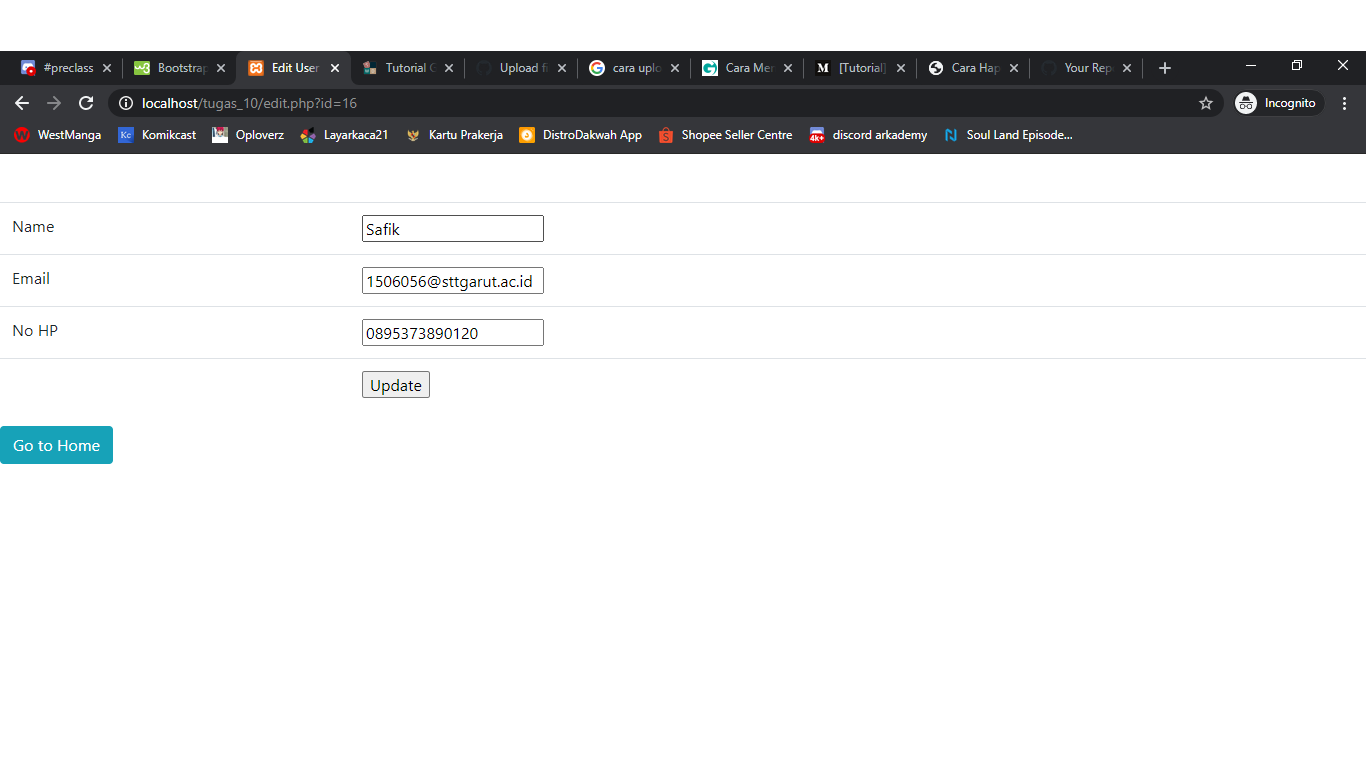 #preclass Bootstrap Edit User Tutorial G Upload fi cara uplo Cara Mer [Tutorial] Cara Hap Your Rep
localhost/tugas_10/edit.php?id=16 Incognito
WestManga Komikcast Oploverz Layarkaca21 Kartu Prakerja DistroDakwah App Shopee Seller Centre discord arkademy Soul Land Episode...
Name Safik
Email 1506056@sttgarut.ac.id
No HP 0895373890120
Update
Go to Home